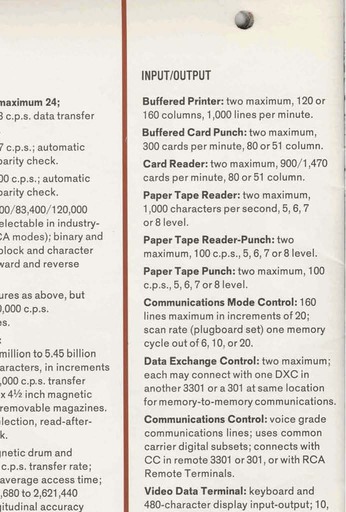 maximum 24;
c.p.s. data transfer
c.p.s.; automatic
parity check.
00 c.p.s.; automatic
parity check.
00/83,400/120,000
electable in industry-
CA modes); binary and
block and character
ward and reverse
ures as above, but
0,000 c.p.s.
es.
million to 5.45 billion
aracters, in increments
,000 c.p.s. transfer
x 4½ inch magnetic
removable magazines.
lection, read-after-
k.
gnetic drum and
c.p.s. transfer rate;
average access time;
,680 to 2,621,440
gitudinal accuracy
INPUT/OUTPUT
Buffered Printer: two maximum, 120 or
160 columns, 1,000 lines per minute.
Buffered Card Punch: two maximum,
300 cards per minute, 80 or 51 column.
Card Reader: two maximum, 900/1,470
cards per minute, 80 or 51 column.
Paper Tape Reader: two maximum,
1,000 characters per second, 5, 6, 7
or 8 level.
Paper Tape Reader-Punch: two
maximum, 100 c.p.s., 5, 6, 7 or 8 level.
Paper Tape Punch: two maximum, 100
c.p.s., 5, 6, 7 or 8 level.
Communications Mode Control: 160
lines maximum in increments of 20;
scan rate (plugboard set) one memory
cycle out of 6, 10, or 20.
Data Exchange Control: two maximum;
each may connect with one DXC in
another 3301 or a 301 at same location
for memory-to-memory communications.
Communications Control: voice grade
communications lines; uses common
carrier digital subsets; connects with
CC in remote 3301 or 301, or with RCA
Remote Terminals.
Video Data Terminal: keyboard and
480-character display input-output; 10,